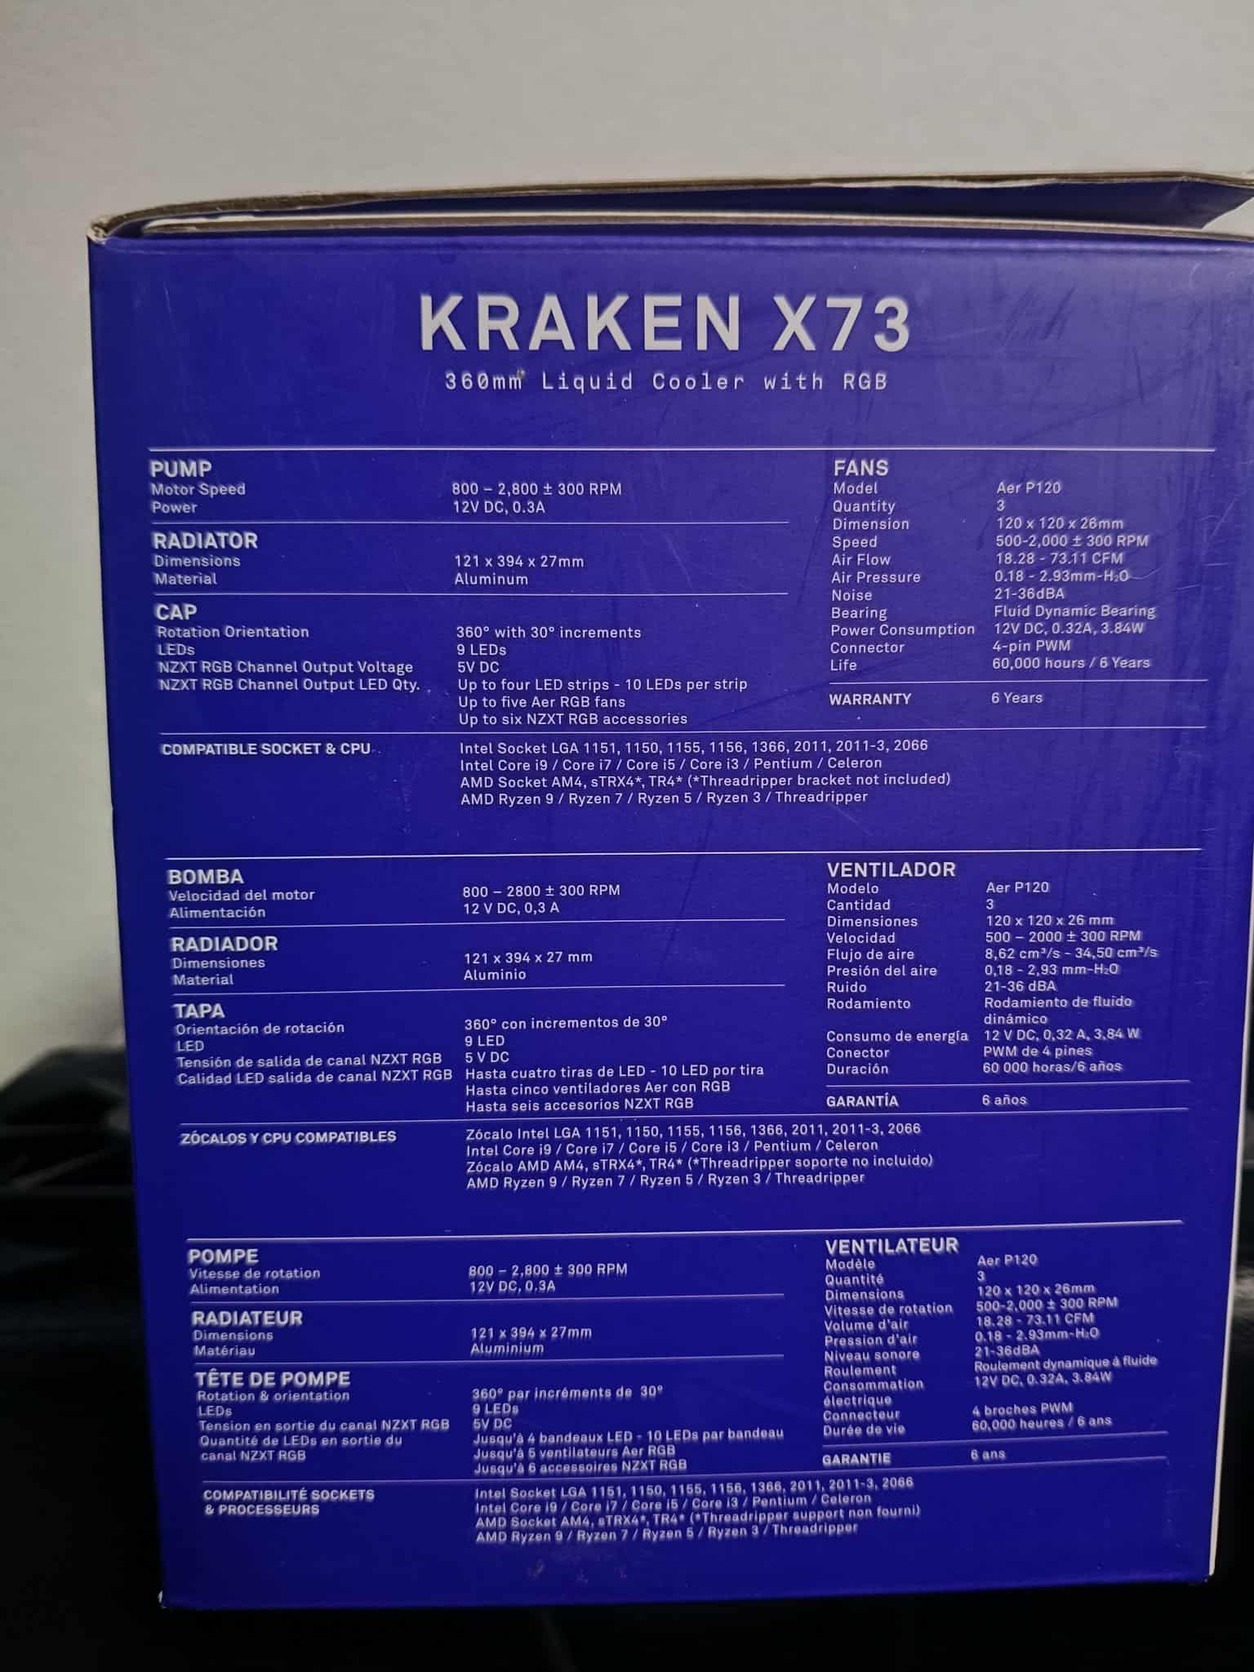 KRAKEN X73
360mm Liquid Cooler with RGB
PUMP
Motor Speed 800 – 2,800 ± 300 RPM
Power 12V DC, 0.3A
RADIATOR
Dimensions 121 x 394 x 27mm
Material Aluminum
CAP
Rotation Orientation 360° with 30° increments
LEDs 9 LEDs
NZXT RGB Channel Output Voltage 5V DC
NZXT RGB Channel Output LED Qty. Up to four LED strips - 10 LEDs per strip
Up to five Aer RGB fans
Up to six NZXT RGB accessories
FANS
Model Aer P120
Quantity 3
Dimension 120 x 120 x 26mm
Speed 500-2,000 ± 300 RPM
Air Flow 18.28 - 73.11 CFM
Air Pressure 0.18 - 2.93mm-H₂O
Noise 21-36dBA
Bearing Fluid Dynamic Bearing
Power Consumption 12V DC, 0.32A, 3.84W
Connector 4-pin PWM
Life 60,000 hours / 6 Years
WARRANTY 6 Years
COMPATIBLE SOCKET & CPU Intel Socket LGA 1151, 1150, 1155, 1156, 1366, 2011, 2011-3, 2066
Intel Core i9 / Core i7 / Core i5 / Core i3 / Pentium / Celeron
AMD Socket AM4, sTRX4*, TR4* (*Threadripper bracket not included)
AMD Ryzen 9 / Ryzen 7 / Ryzen 5 / Ryzen 3 / Threadripper
BOMBA
Velocidad del motor 800 – 2800 ± 300 RPM
Alimentación 12 V DC, 0,3 A
RADIADOR
Dimensiones 121 x 394 x 27 mm
Material Aluminio
TAPA
Orientación de rotación 360° con incrementos de 30°
LED 9 LED
Tensión de salida de canal NZXT RGB 5 V DC
Calidad LED salida de canal NZXT RGB Hasta cuatro tiras de LED - 10 LED por tira
Hasta cinco ventiladores Aer con RGB
Hasta seis accesorios NZXT RGB
VENTILADOR
Modelo Aer P120
Cantidad 3
Dimensiones 120 x 120 x 26 mm
Velocidad 500 – 2000 ± 300 RPM
Flujo de aire 8,62 cm³/s - 34,50 cm³/s
Presión del aire 0,18 - 2,93 mm-H₂O
Ruido 21-36 dBA
Rodamiento Rodamiento de fluido
dinámico
Consumo de energía 12 V DC, 0,32 A, 3,84 W
Conector PWM de 4 pines
Duración 60 000 horas/6 años
GARANTÍA 6 años
ZÓCALOS Y CPU COMPATIBLES Zócalo Intel LGA 1151, 1150, 1155, 1156, 1366, 2011, 2011-3, 2066
Intel Core i9 / Core i7 / Core i5 / Core i3 / Pentium / Celeron
Zócalo AMD AM4, sTRX4*, TR4* (*Threadripper soporte no incluido)
AMD Ryzen 9 / Ryzen 7 / Ryzen 5 / Ryzen 3 / Threadripper
POMPE
Vitesse de rotation 800 – 2,800 ± 300 RPM
Alimentation 12V DC, 0.3A
RADIATEUR
Dimensions 121 x 394 x 27mm
Matériau Aluminium
TÊTE DE POMPE
Rotation & orientation 360° par incréments de 30°
LEDs 9 LEDs
Tension en sortie du canal NZXT RGB 5V DC
Quantité de LEDs en sortie du Jusqu'à 4 bandeaux LED - 10 LEDs par bandeau
canal NZXT RGB Jusqu'à 5 ventilateurs Aer RGB
Jusqu'à 6 accessoires NZXT RGB
VENTILATEUR
Modèle Aer P120
Quantité 3
Dimensions 120 x 120 x 26mm
Vitesse de rotation 500-2,000 ± 300 RPM
Volume d'air 18.28 - 73.11 CFM
Pression d'air 0.18 - 2.93mm-H₂O
Niveau sonore 21-36dBA
Roulement Roulement dynamique à fluide
Consommation 12V DC, 0.32A, 3.84W
électrique
Connecteur 4 broches PWM
Durée de vie 60,000 heures / 6 ans
GARANTIE 6 ans
COMPATIBILITÉ SOCKETS Intel Socket LGA 1151, 1150, 1155, 1156, 1366, 2011, 2011-3, 2066
& PROCESSEURS Intel Core i9 / Core i7 / Core i5 / Core i3 / Pentium / Celeron
AMD Socket AM4, sTRX4*, TR4* (*Threadripper support non fourni)
AMD Ryzen 9 / Ryzen 7 / Ryzen 5 / Ryzen 3 / Threadripper